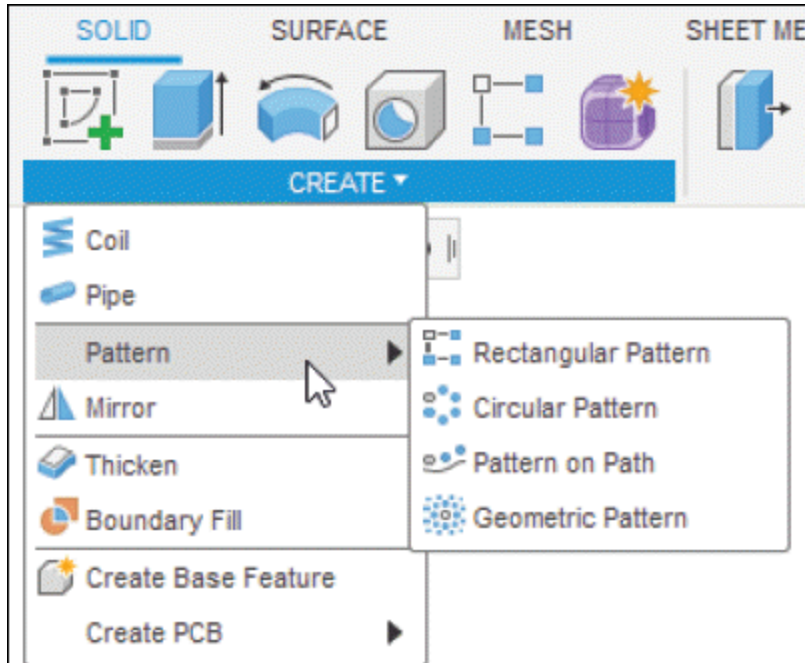 SOLID SURFACE MESH SHEET ME
CREATE
Coil
Pipe
Pattern
Rectangular Pattern
Mirror
Circular Pattern
Thicken
Pattern on Path
Boundary Fill
Geometric Pattern
Create Base Feature
Create PCB